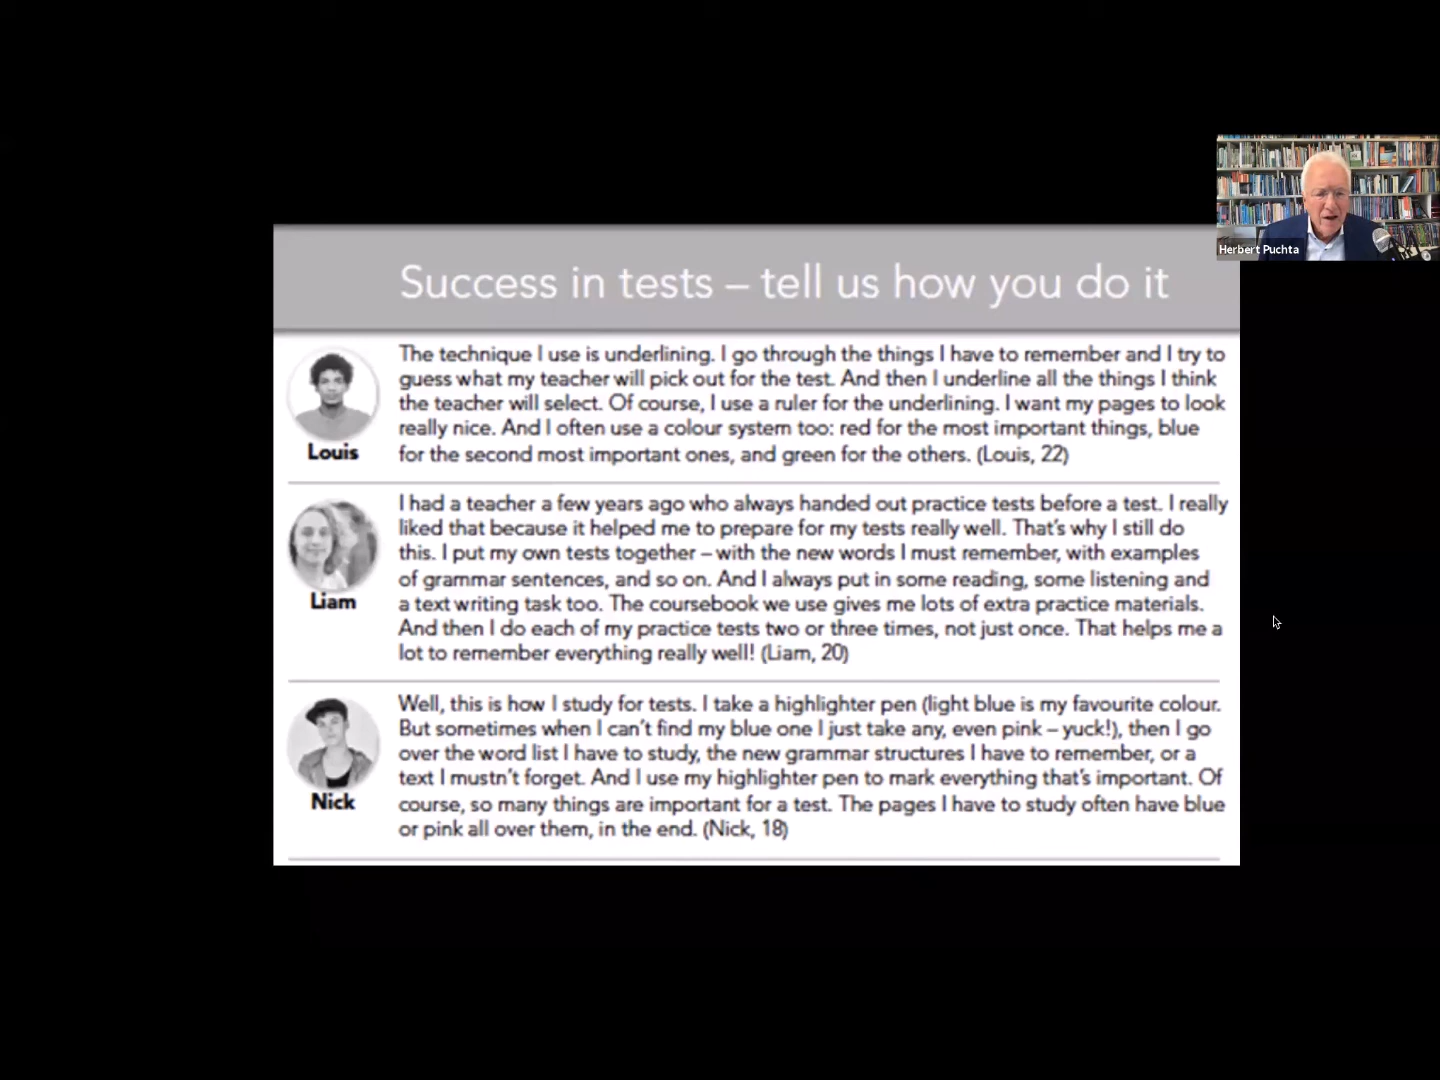 Herbert Puchta
Success in tests – tell us how you do it
The technique I use is underlining. I go through the things I have to remember and I try to
guess what my teacher will pick out for the test. And then I underline all the things I think
the teacher will select. Of course, I use a ruler for the underlining. I want my pages to look
really nice. And I often use a colour system too: red for the most important things, blue
for the second most important ones, and green for the others. (Louis, 22)
Louis
I had a teacher a few years ago who always handed out practice tests before a test. I really
liked that because it helped me to prepare for my tests really well. That's why I still do
this. I put my own tests together – with the new words I must remember, with examples
of grammar sentences, and so on. And I always put in some reading, some listening and
a text writing task too. The coursebook we use gives me lots of extra practice materials.
And then I do each of my practice tests two or three times, not just once. That helps me a
lot to remember everything really well! (Liam, 20)
Liam
Well, this is how I study for tests. I take a highlighter pen (light blue is my favourite colour.
But sometimes when I can't find my blue one I just take any, even pink – yuck!), then I go
over the word list I have to study, the new grammar structures I have to remember, or a
text I mustn't forget. And I use my highlighter pen to mark everything that's important. Of
course, so many things are important for a test. The pages I have to study often have blue
or pink all over them, in the end. (Nick, 18)
Nick